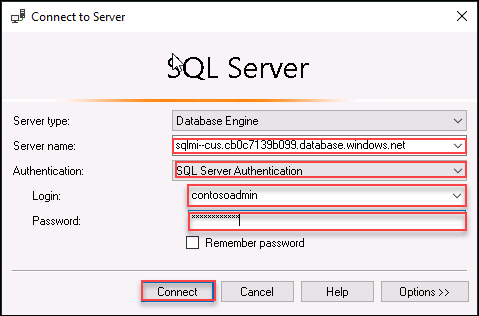 Connect to Server
SQL Server
Server type: Database Engine
Server name: sqlmi--cus.cb0c7139b099.database.windows.net
Authentication: SQL Server Authentication
Login: contosoadmin
Password: ************
Remember password
Connect Cancel Help Options >>